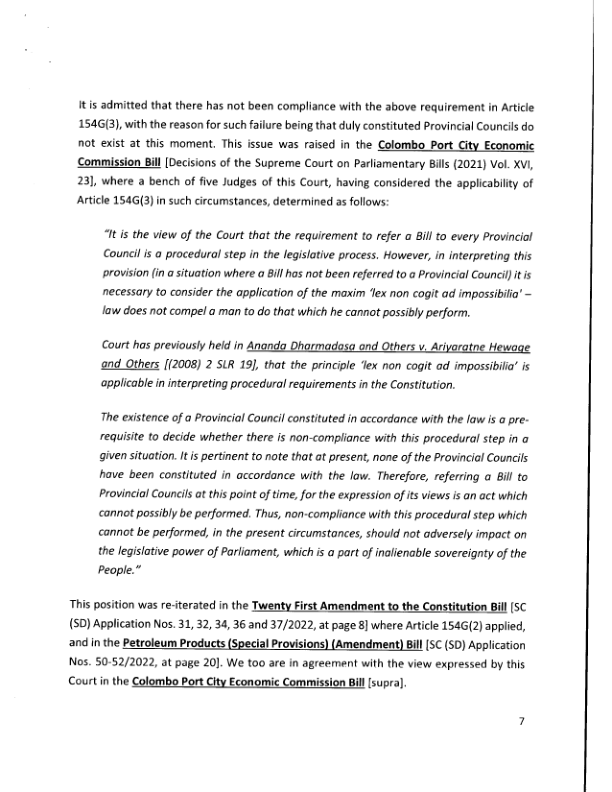 It is admitted that there has not been compliance with the above requirement in Article
154G(3), with the reason for such failure being that duly constituted Provincial Councils do
not exist at this moment. This issue was raised in the Colombo Port City Economic
Commission Bill [Decisions of the Supreme Court on Parliamentary Bills (2021) Vol. XVI,
23], where a bench of five Judges of this Court, having considered the applicability of
Article 154G(3) in such circumstances, determined as follows:
"It is the view of the Court that the requirement to refer a Bill to every Provincial
Council is a procedural step in the legislative process. However, in interpreting this
provision (in a situation where a Bill has not been referred to a Provincial Council) it is
necessary to consider the application of the maxim 'lex non cogit ad impossibilia' –
law does not compel a man to do that which he cannot possibly perform.
Court has previously held in Ananda Dharmadasa and Others v. Ariyaratne Hewage
and Others [(2008) 2 SLR 19], that the principle 'lex non cogit ad impossibilia' is
applicable in interpreting procedural requirements in the Constitution.
The existence of a Provincial Council constituted in accordance with the law is a pre-
requisite to decide whether there is non-compliance with this procedural step in a
given situation. It is pertinent to note that at present, none of the Provincial Councils
have been constituted in accordance with the law. Therefore, referring a Bill to
Provincial Councils at this point of time, for the expression of its views is an act which
cannot possibly be performed. Thus, non-compliance with this procedural step which
cannot be performed, in the present circumstances, should not adversely impact on
the legislative power of Parliament, which is a part of inalienable sovereignty of the
People."
This position was re-iterated in the Twenty First Amendment to the Constitution Bill [SC
(SD) Application Nos. 31, 32, 34, 36 and 37/2022, at page 8] where Article 154G(2) applied,
and in the Petroleum Products (Special Provisions) (Amendment) Bill [SC (SD) Application
Nos. 50-52/2022, at page 20]. We too are in agreement with the view expressed by this
Court in the Colombo Port City Economic Commission Bill [supra].
7